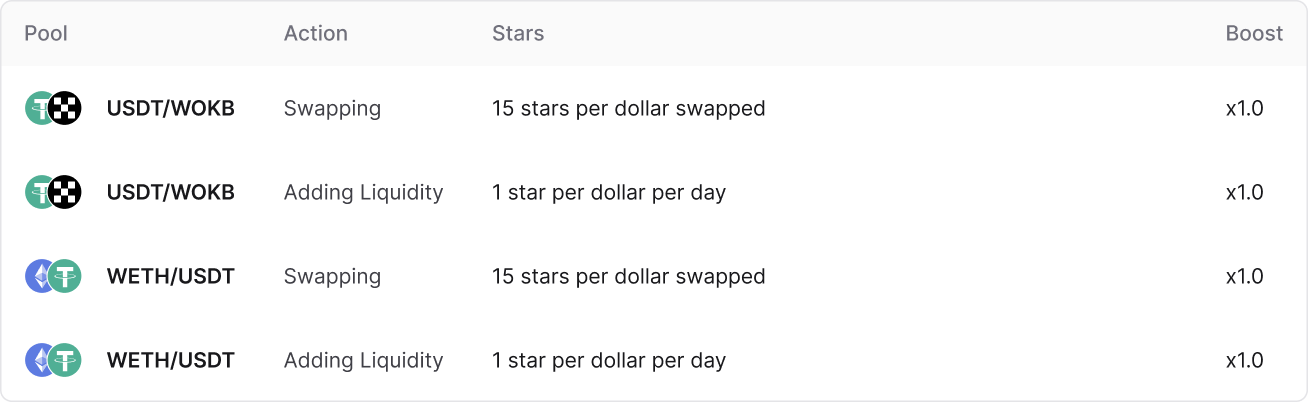 Pool Action Stars Boost
USDT/WOKB Swapping 15 stars per dollar swapped x1.0
USDT/WOKB Adding Liquidity 1 star per dollar per day x1.0
WETH/USDT Swapping 15 stars per dollar swapped x1.0
WETH/USDT Adding Liquidity 1 star per dollar per day x1.0